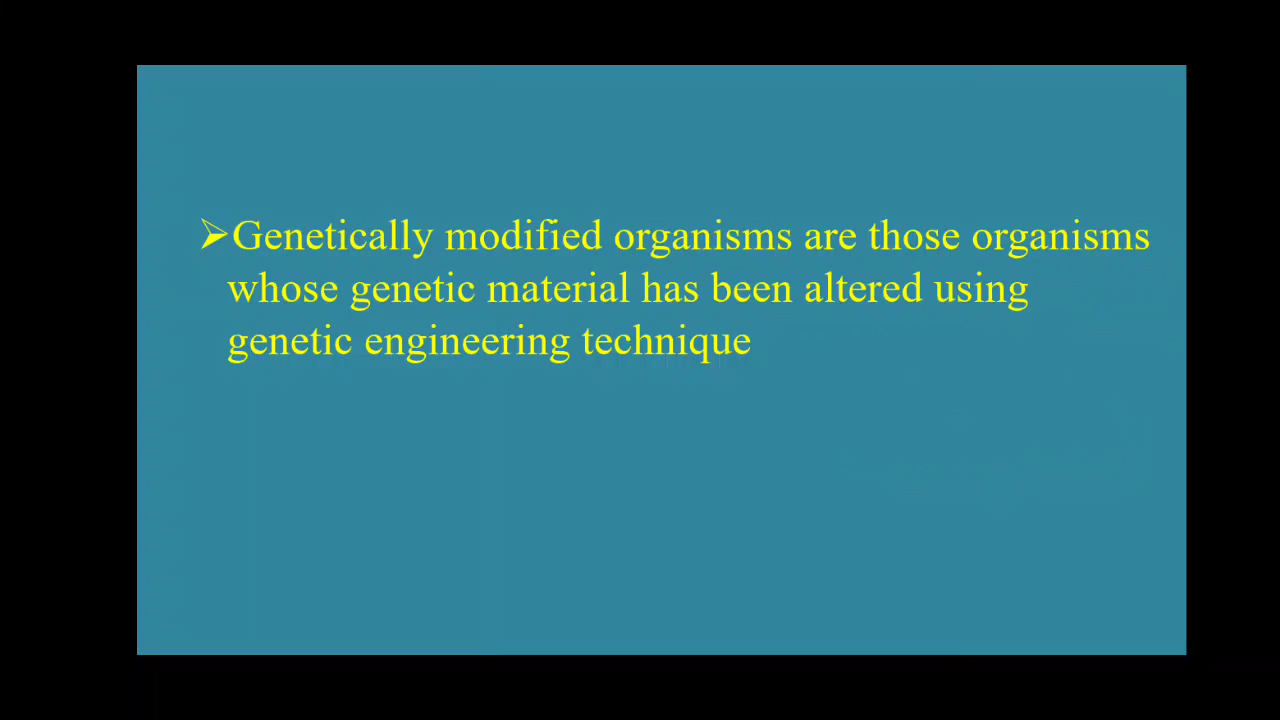 ➢Genetically modified organisms are those organisms
whose genetic material has been altered using
genetic engineering technique